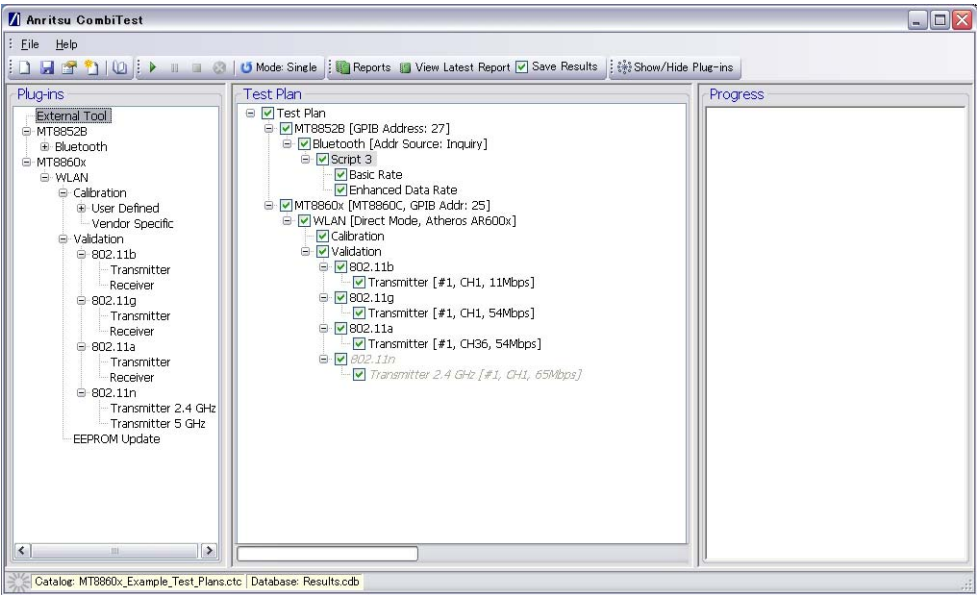 Anritsu CombiTest
File Help
Mode: Single Reports View Latest Report Save Results Show/Hide Plug-ins
Plug-ins
External Tool
MT8852B
Bluetooth
MT8860x
WLAN
Calibration
User Defined
Vendor Specific
Validation
802.11b
Transmitter
Receiver
802.11g
Transmitter
Receiver
802.11a
Transmitter
Receiver
802.11n
Transmitter 2.4 GHz
Transmitter 5 GHz
EEPROM Update
Test Plan
Test Plan
MT8852B [GPIB Address: 27]
Bluetooth [Addr Source: Inquiry]
Script 3
Basic Rate
Enhanced Data Rate
MT8860x [MT8860C, GPIB Addr: 25]
WLAN [Direct Mode, Atheros AR600x]
Calibration
Validation
802.11b
Transmitter [#1, CH1, 11Mbps]
802.11g
Transmitter [#1, CH1, 54Mbps]
802.11a
Transmitter [#1, CH36, 54Mbps]
802.11n
Transmitter 2.4 GHz [#1, CH1, 65Mbps]
Progress
Catalog: MT8860x_Example_Test_Plans.ctc Database: Results.cdb